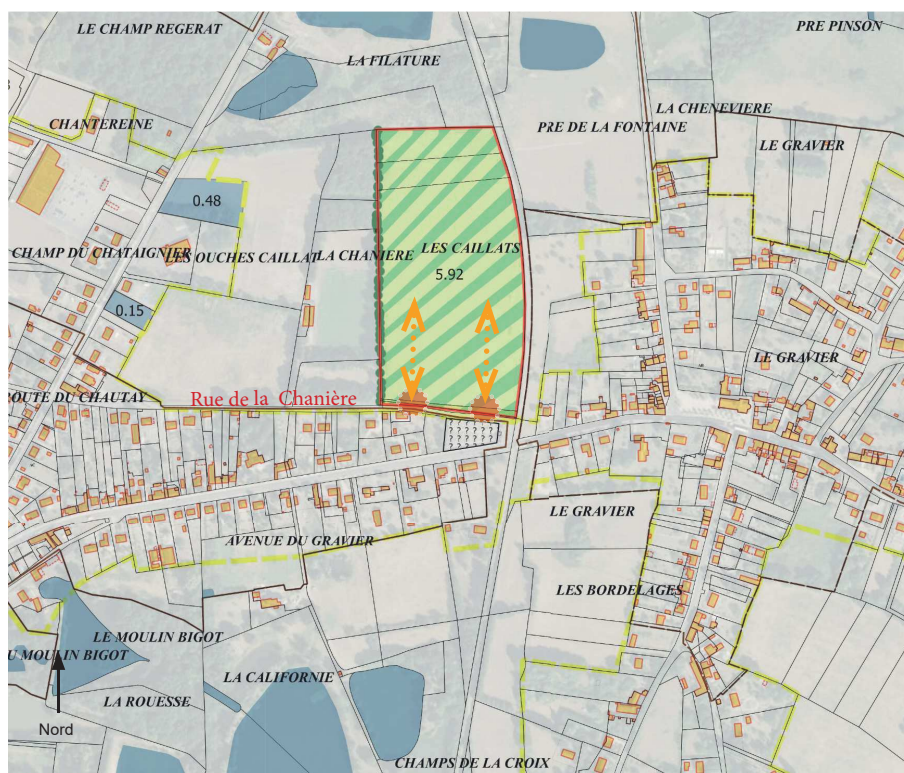 LE CHAMP REGERAT
PRE PINSON
LA FILATURE
LA CHENEVIERE
CHANTEREINE
PRE DE LA FONTAINE
LE GRAVIER
0.48
CHAMP DU CHATAIGNIER
LES OUCHES CAILLAT
LA CHANIERE
LES CAILLATS
5.92
0.15
LE GRAVIER
ROUTE DU CHAUTAY
Rue de la Chanière
? ? ? ? ? ?
LE GRAVIER
AVENUE DU GRAVIER
LES BORDELAGES
LE MOULIN BIGOT
U MOULIN BIGOT
LA CALIFORNIE
LA ROUESSE
Nord
CHAMPS DE LA CROIX